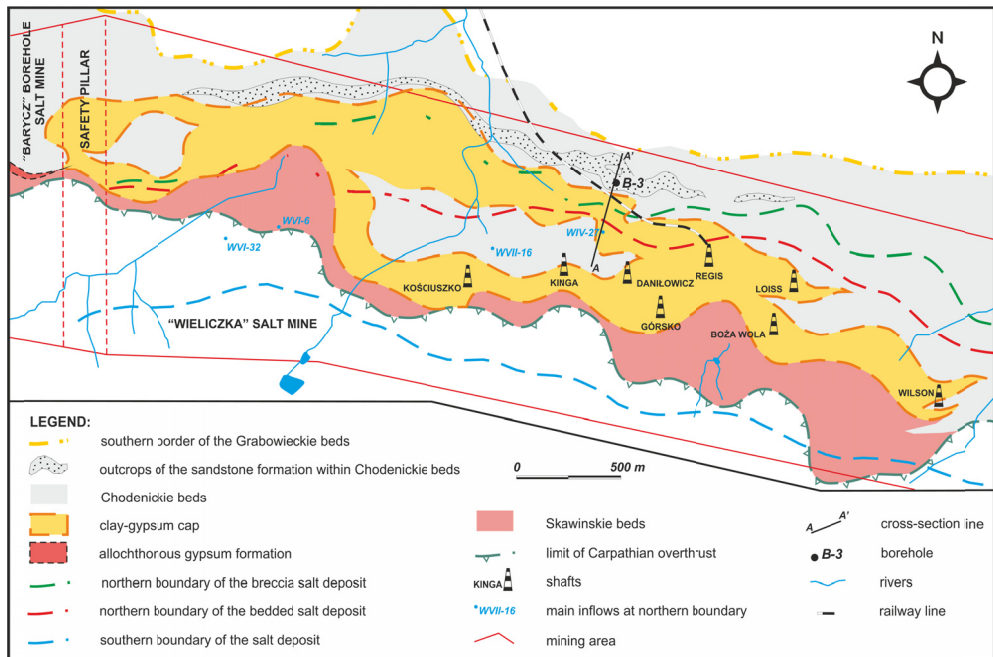 N
"BARYCZ" BOREHOLE
SALT MINE
SAFETY PILLAR
A'
B-3
WVI-6
WVI-32
WVII-16
WIV-27
A
KOŚCIUSZKO
KINGA
DANIŁOWICZ
REGIS
LOISS
GÓRSKO
BOŻA WOLA
WILSON
"WIELICZKA" SALT MINE
0 500 m
LEGEND:
southern border of the Grabowieckie beds
outcrops of the sandstone formation within Chodenickie beds
Chodenickie beds
clay-gypsum cap
allochthorous gypsum formation
northern boundary of the breccia salt deposit
northern boundary of the bedded salt deposit
southern boundary of the salt deposit
Skawinskie beds
limit of Carpathian overthrust
KINGA shafts
WVII-16 main inflows at northern boundary
mining area
A A' cross-section line
B-3 borehole
rivers
railway line